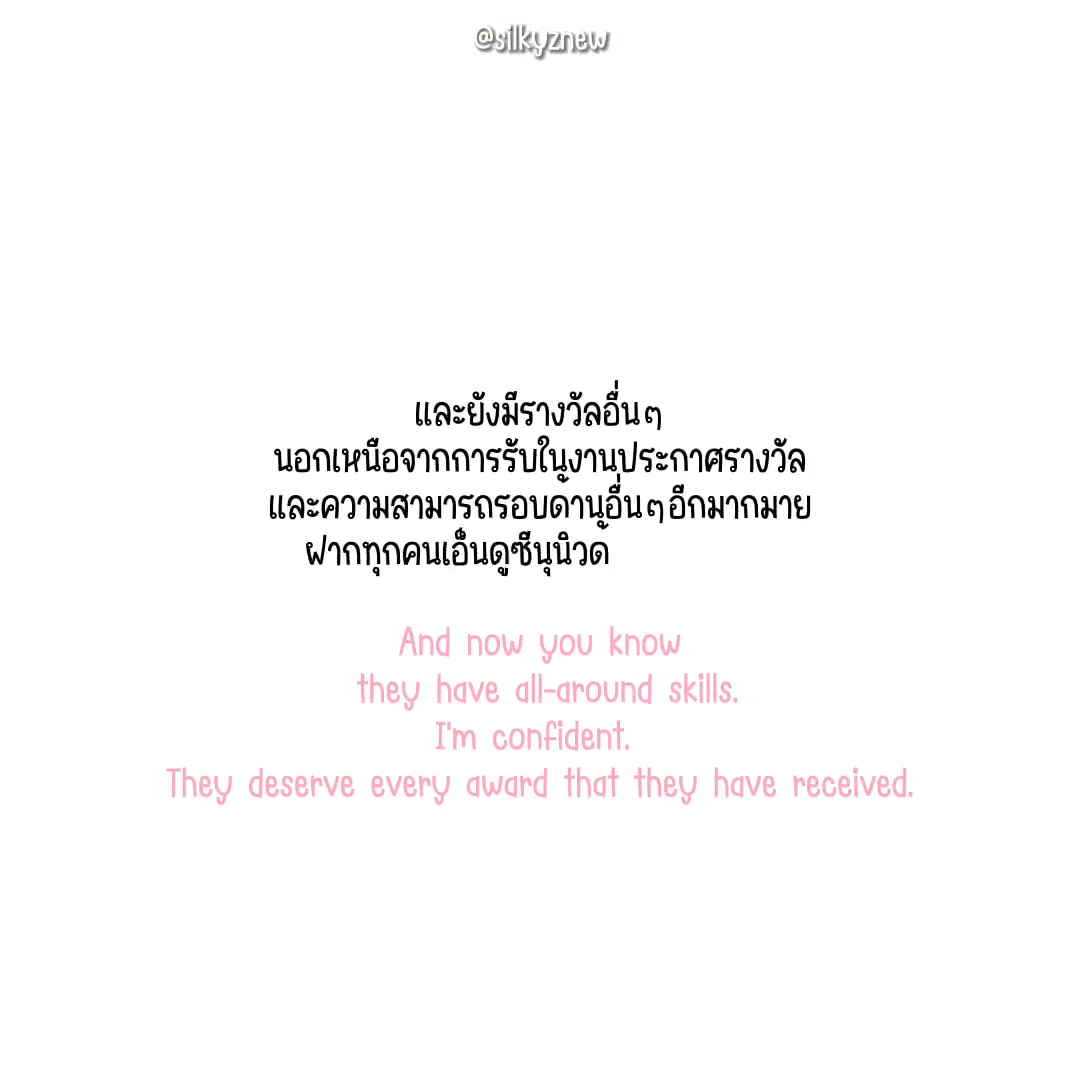 @silkyznew
และยังมีรางวัลอื่นๆ
นอกเหนือจากการรับในงานประกาศรางวัล
และความสามารถรอบด้านอื่นๆอีกมากมาย
ฝากทุกคนเอ็นดูซีนุนิวด้
And now you know
they have all-around skills.
I'm confident.
They deserve every award that they have received.